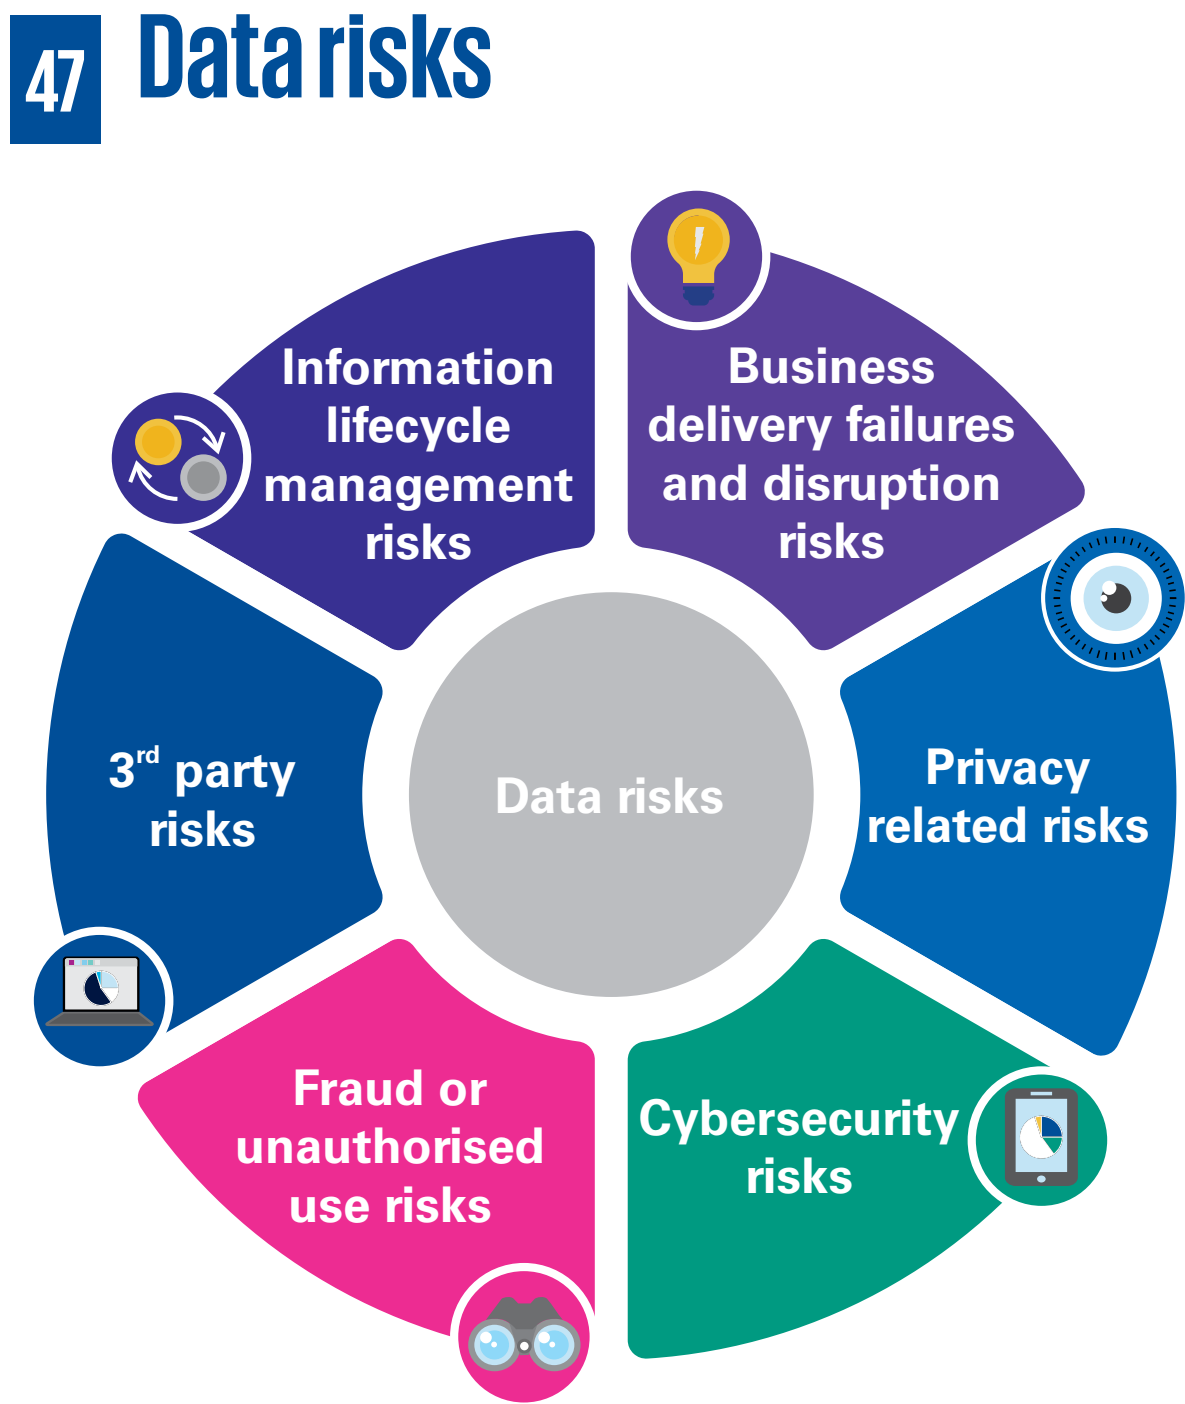 47
Data risks
Information
lifecycle
management
risks
Business
delivery failures
and disruption
risks
Privacy
related risks
Cybersecurity
risks
Fraud or
unauthorised
use risks
3rd party
risks
Data risks